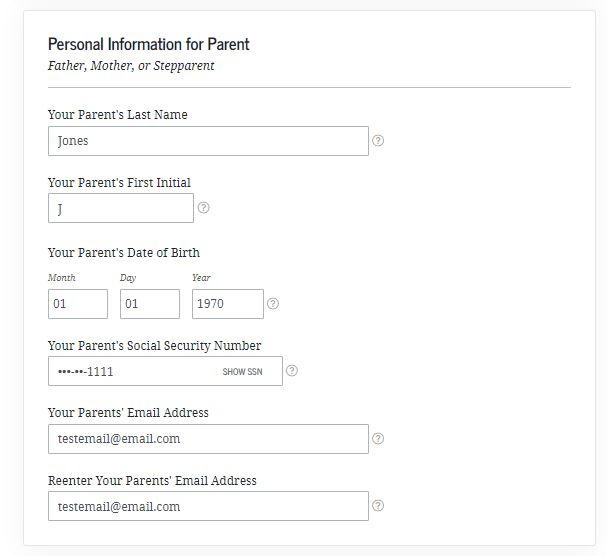 Personal Information for Parent
Father, Mother, or Stepparent
Your Parent's Last Name
Jones
?
Your Parent's First Initial
J
?
Your Parent's Date of Birth
Month Day Year
01 01 1970 ?
Your Parent's Social Security Number
•••-••-1111 SHOW SSN ?
Your Parents' Email Address
testemail@email.com ?
Reenter Your Parents' Email Address
testemail@email.com ?